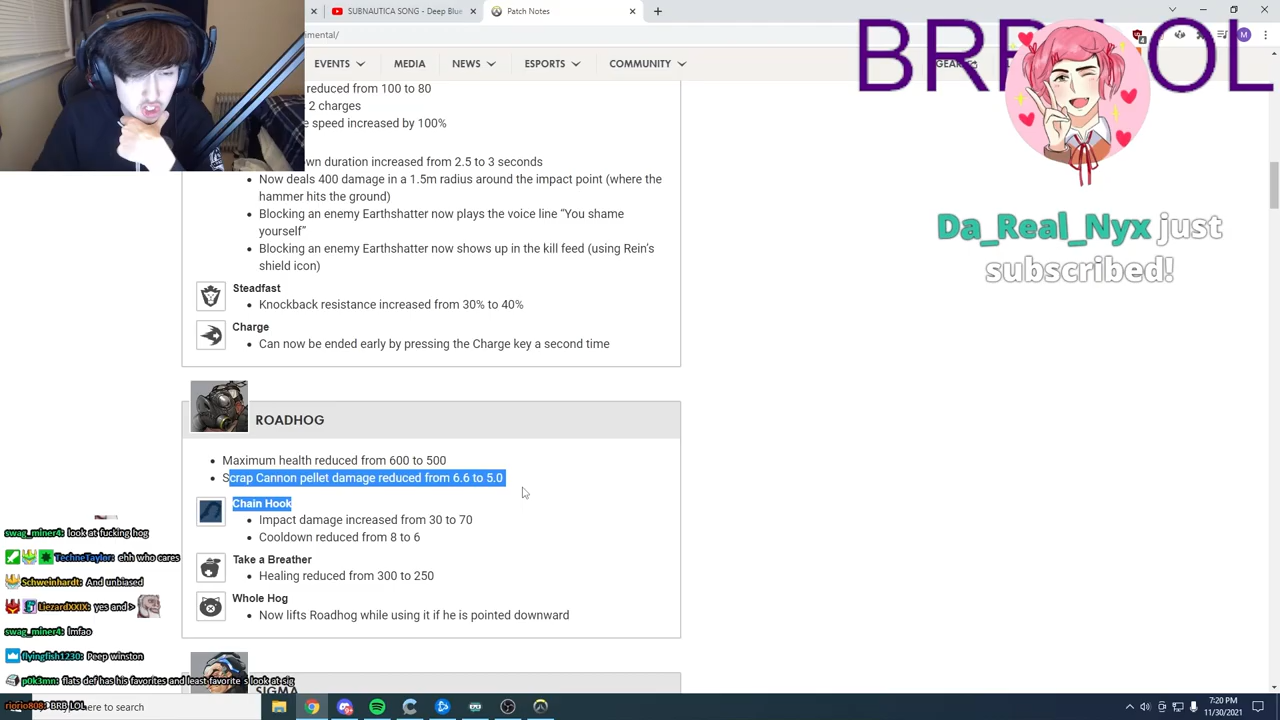 SUBNAUTICA SONG - Deep Blue
Patch Notes
mental/
EVENTS
MEDIA
NEWS
ESPORTS
COMMUNITY
BRB LOL
reduced from 100 to 80
2 charges
speed increased by 100%
duration increased from 2.5 to 3 seconds
Now deals 400 damage in a 1.5m radius around the impact point (where the
hammer hits the ground)
Blocking an enemy Earthshatter now plays the voice line “You shame
yourself”
Blocking an enemy Earthshatter now shows up in the kill feed (using Rein's
shield icon)
Steadfast
Knockback resistance increased from 30% to 40%
Charge
Can now be ended early by pressing the Charge key a second time
Da_Real_Nyx just
subscribed!
ROADHOG
Maximum health reduced from 600 to 500
Scrap Cannon pellet damage reduced from 6.6 to 5.0
Chain Hook
Impact damage increased from 30 to 70
Cooldown reduced from 8 to 6
Take a Breather
Healing reduced from 300 to 250
Whole Hog
Now lifts Roadhog while using it if he is pointed downward
SIGMA
swag_miner4: look at fucking hog
TechneTaylor: ehh who cares
Schweinhardt: And unbiased
LiezardXXIX: yes and >
swag_miner4: lmfao
flyingfish1230: Peep winston
p0k3mn: flats def has his favorites and least favorite s look at sig
riorio808: BRB LOL
here to search
7:20 PM
11/30/2021